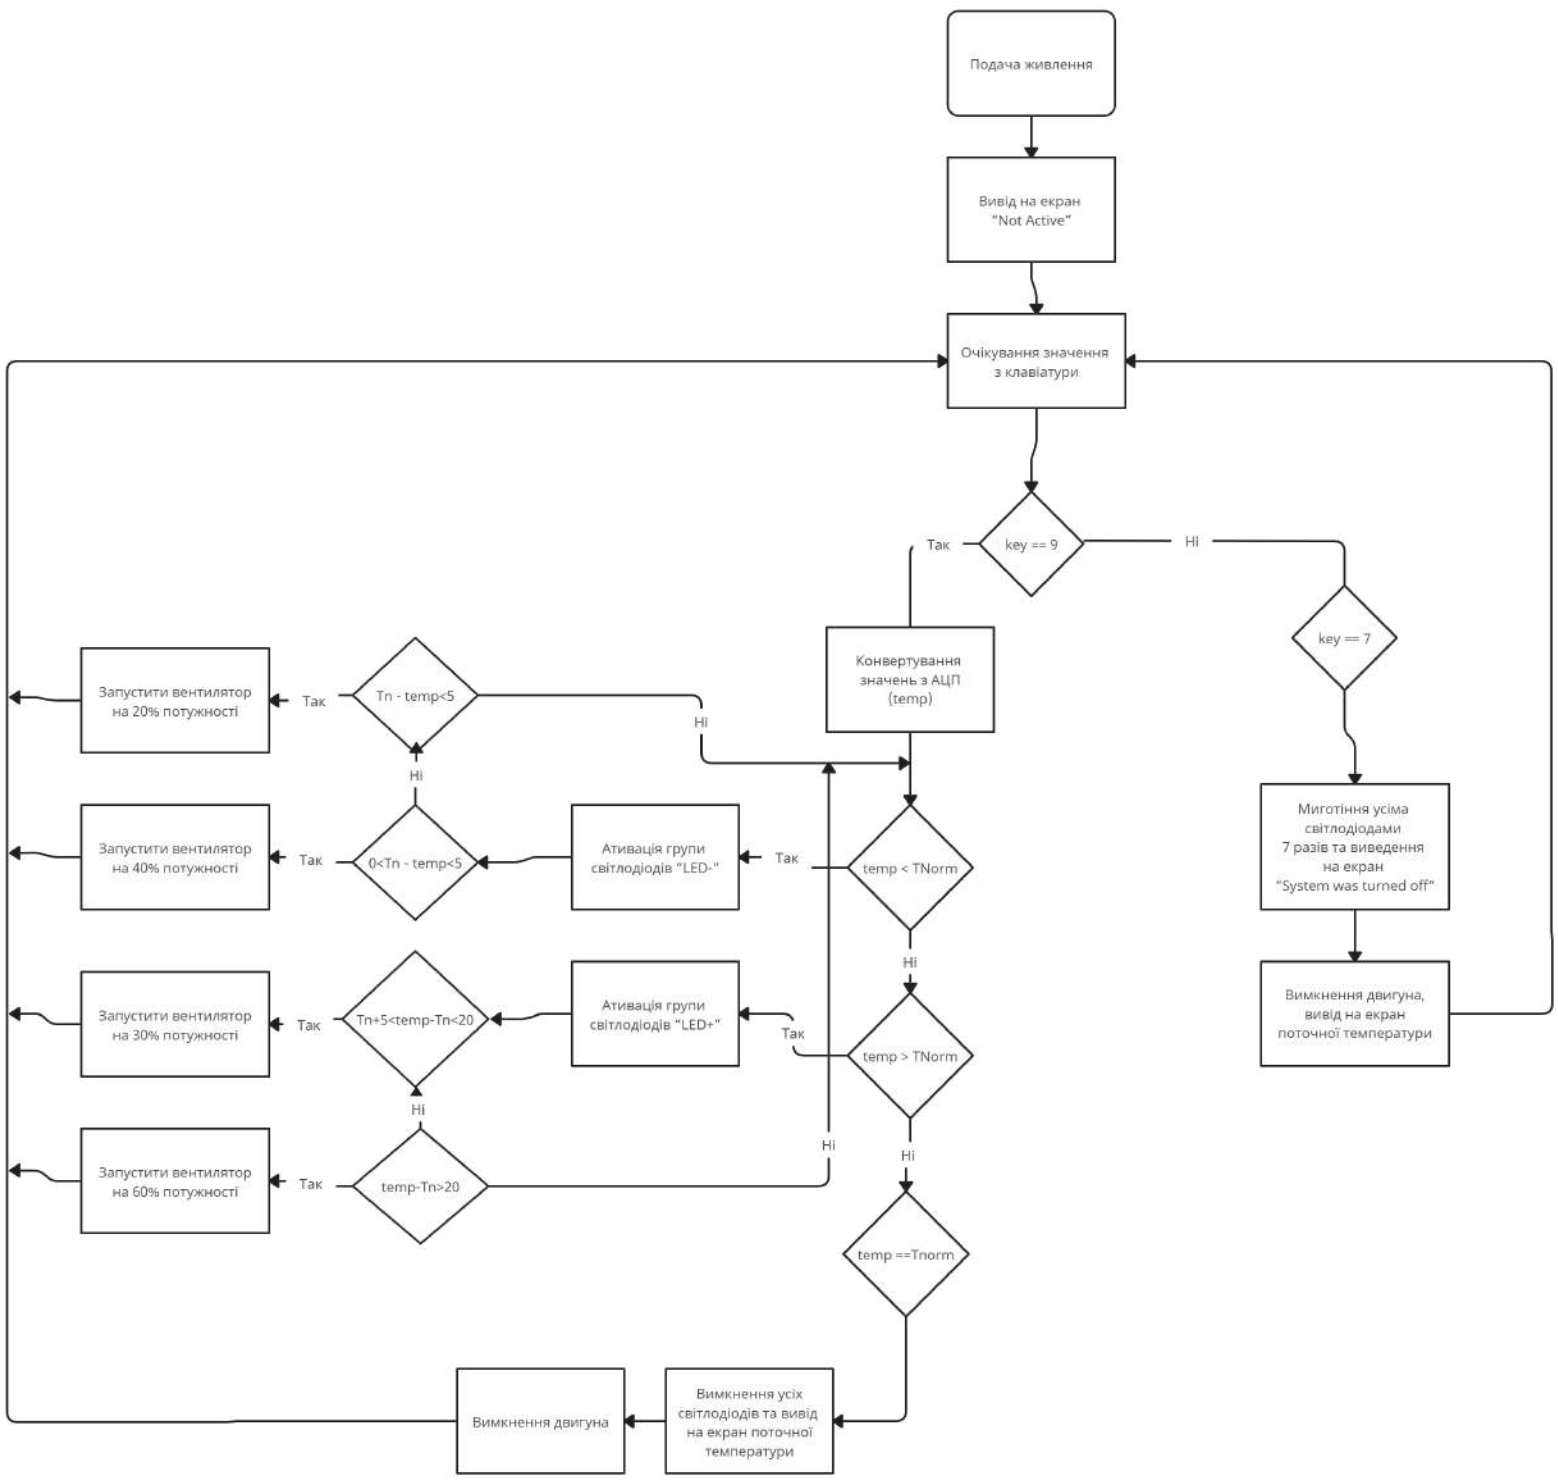 Подача живлення
Вивід на екран
"Not Active"
Очікування значення
з клавіатури
key == 9
Так
Ні
key == 7
Конвертування
значень з АЦП
(temp)
Запустити вентилятор
на 20% потужності
Так
Tn - temp<5
Ні
Ні
Запустити вентилятор
на 40% потужності
Так
0<Tn - temp<5
Ативація групи
світлодіодів "LED-"
Так
temp < TNorm
Миготіння усіма
світлодіодами
7 разів та виведення
на екран
"System was turned off"
Ні
Запустити вентилятор
на 30% потужності
Так
Tn+5<temp-Tn<20
Ативація групи
світлодіодів "LED+"
Так
temp > TNorm
Вимкнення двигуна,
вивід на екран
поточної температури
Ні
Ні
Ні
Запустити вентилятор
на 60% потужності
Так
temp-Tn>20
temp ==Tnorm
Вимкнення двигуна
Вимкнення усіх
світлодіодів та вивід
на екран поточної
температури